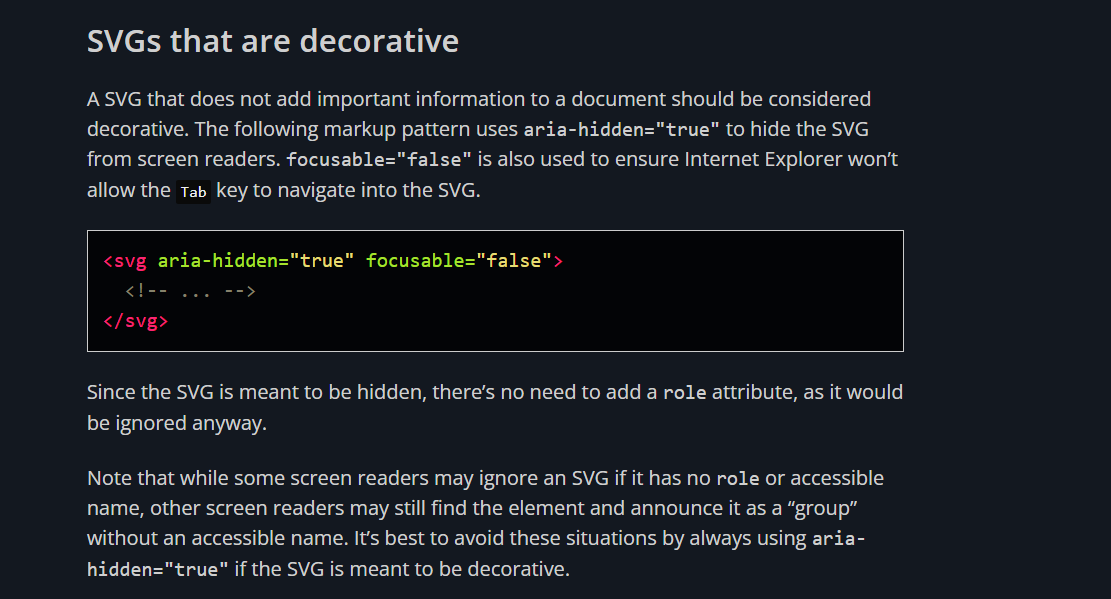 SVGs that are decorative
A SVG that does not add important information to a document should be considered
decorative. The following markup pattern uses aria-hidden="true" to hide the SVG
from screen readers. focusable="false" is also used to ensure Internet Explorer won’t
allow the Tab key to navigate into the SVG.
<svg aria-hidden="true" focusable="false">
  <!-- ... -->
</svg>
Since the SVG is meant to be hidden, there’s no need to add a role attribute, as it would
be ignored anyway.
Note that while some screen readers may ignore an SVG if it has no role or accessible
name, other screen readers may still find the element and announce it as a “group”
without an accessible name. It’s best to avoid these situations by always using aria-
hidden="true" if the SVG is meant to be decorative.